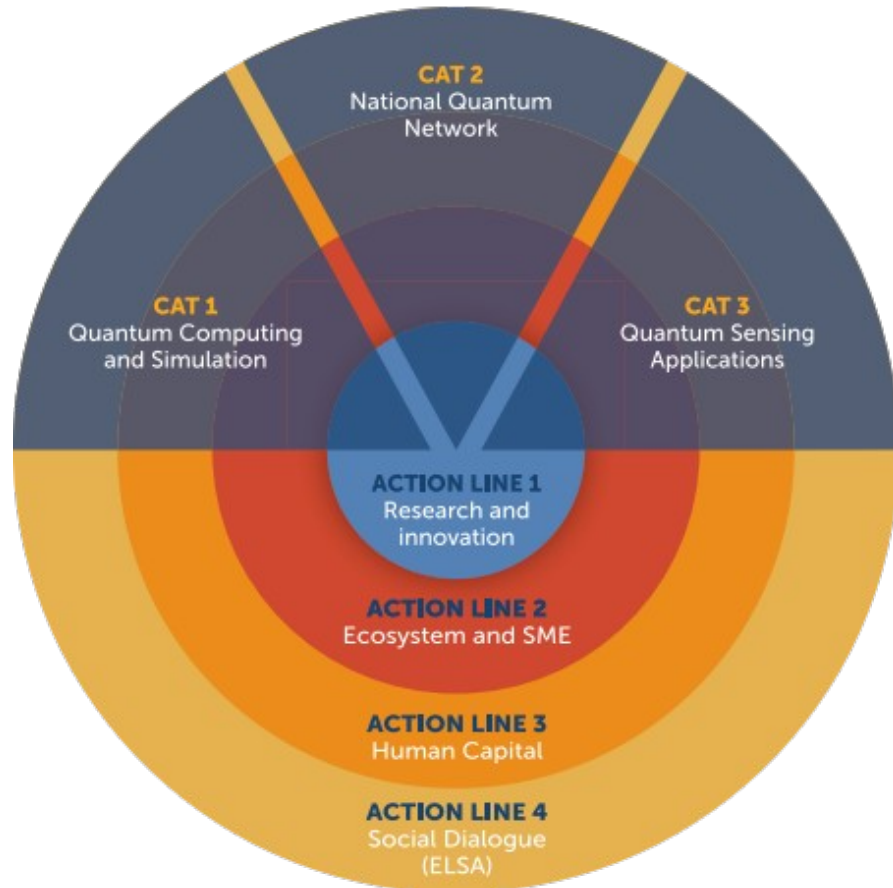 CAT 2
National Quantum
Network
CAT 1
Quantum Computing
and Simulation
CAT 3
Quantum Sensing
Applications
ACTION LINE 1
Research and
innovation
ACTION LINE 2
Ecosystem and SME
ACTION LINE 3
Human Capital
ACTION LINE 4
Social Dialogue
(ELSA)